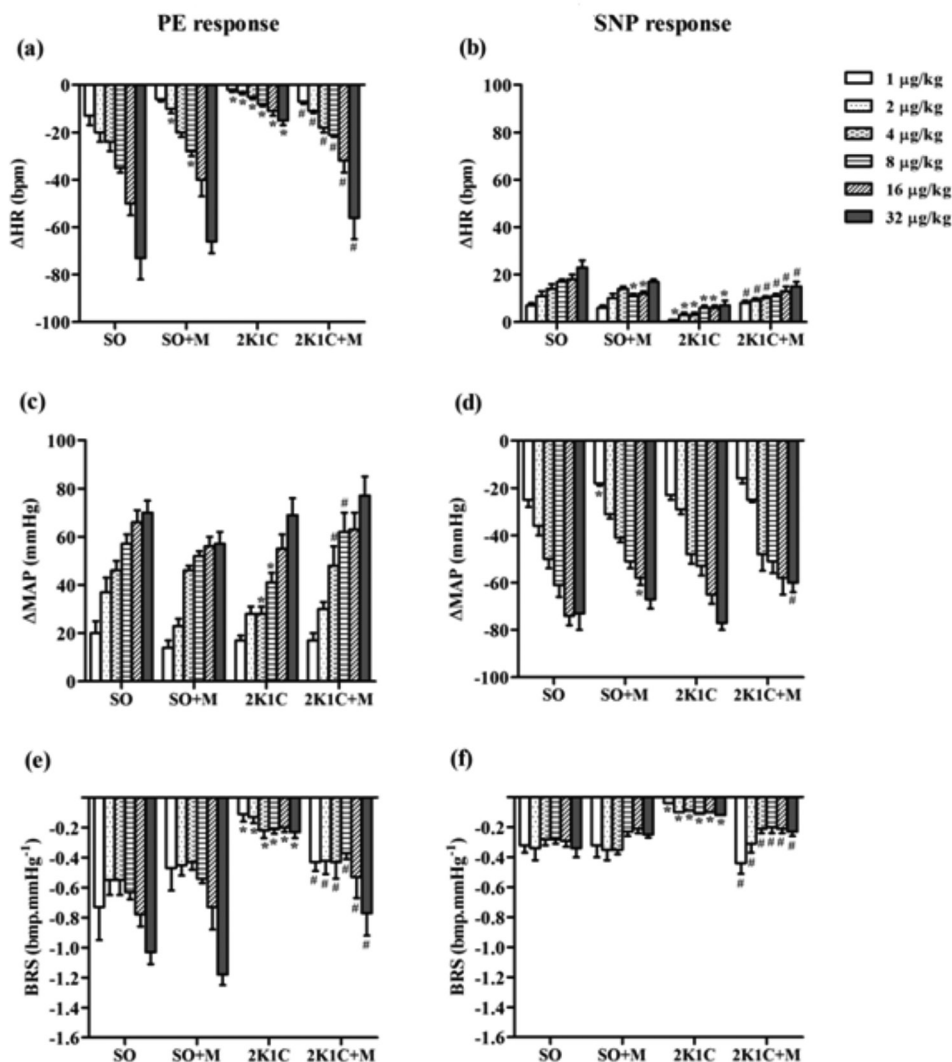 PE response
SNP response
(a)
0
-20
-40
-60
-80
-100
ΔHR (bpm)
* * * * * * * *
# # # # # #
SO SO+M 2K1C 2K1C+M
(b)
100
80
60
40
20
0
ΔHR (bpm)
** *** *** *
# # # # # #
SO SO+M 2K1C 2K1C+M
1 μg/kg
2 μg/kg
4 μg/kg
8 μg/kg
16 μg/kg
32 μg/kg
(c)
100
80
60
40
20
0
ΔMAP (mmHg)
* * # #
SO SO+M 2K1C 2K1C+M
(d)
0
-20
-40
-60
-80
-100
ΔMAP (mmHg)
* * #
SO SO+M 2K1C 2K1C+M
(e)
-0.2
-0.4
-0.6
-0.8
-1.0
-1.2
-1.4
-1.6
BRS (bmp.mmHg-1)
* * * * * *
# # # # # #
SO SO+M 2K1C 2K1C+M
(f)
-0.2
-0.4
-0.6
-0.8
-1.0
-1.2
-1.4
-1.6
BRS (bmp.mmHg-1)
* * * * * *
# # # # # #
SO SO+M 2K1C 2K1C+M